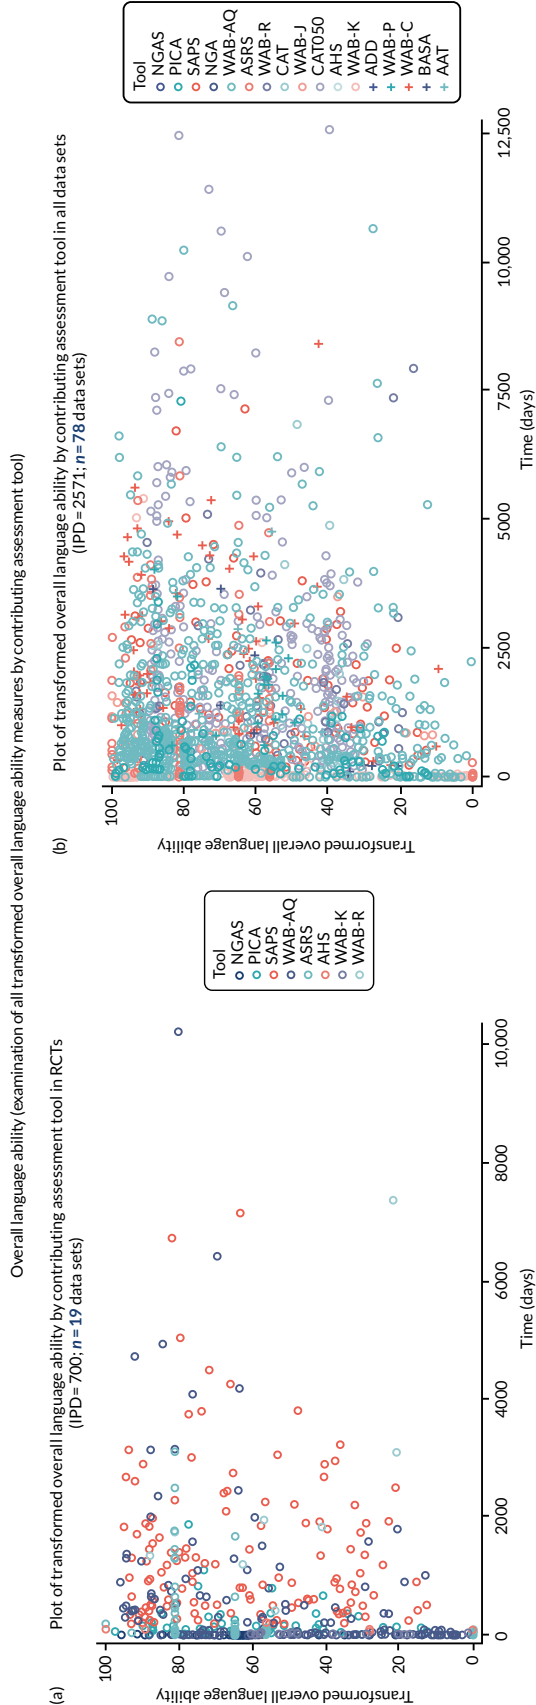 Overall language ability (examination of all transformed overall language ability measures by contributing assessment tool)
(a)
Plot of transformed overall language ability by contributing assessment tool in RCTs
(IPD = 700; n = 19 data sets)
Transformed overall language ability
100
80
60
40
20
0
0
2000
4000
6000
8000
10,000
Time (days)
Tool
NGAS
PICA
SAPS
WAB-AQ
ASRS
AHS
WAB-K
WAB-R
(b)
Plot of transformed overall language ability by contributing assessment tool in all data sets
(IPD = 2571; n = 78 data sets)
Transformed overall language ability
100
80
60
40
20
0
0
2500
5000
7500
10,000
12,500
Time (days)
Tool
NGAS
PICA
SAPS
NGA
WAB-AQ
ASRS
WAB-R
CAT
WAB-J
CAT050
AHS
WAB-K
ADD
WAB-P
WAB-C
BASA
AAT